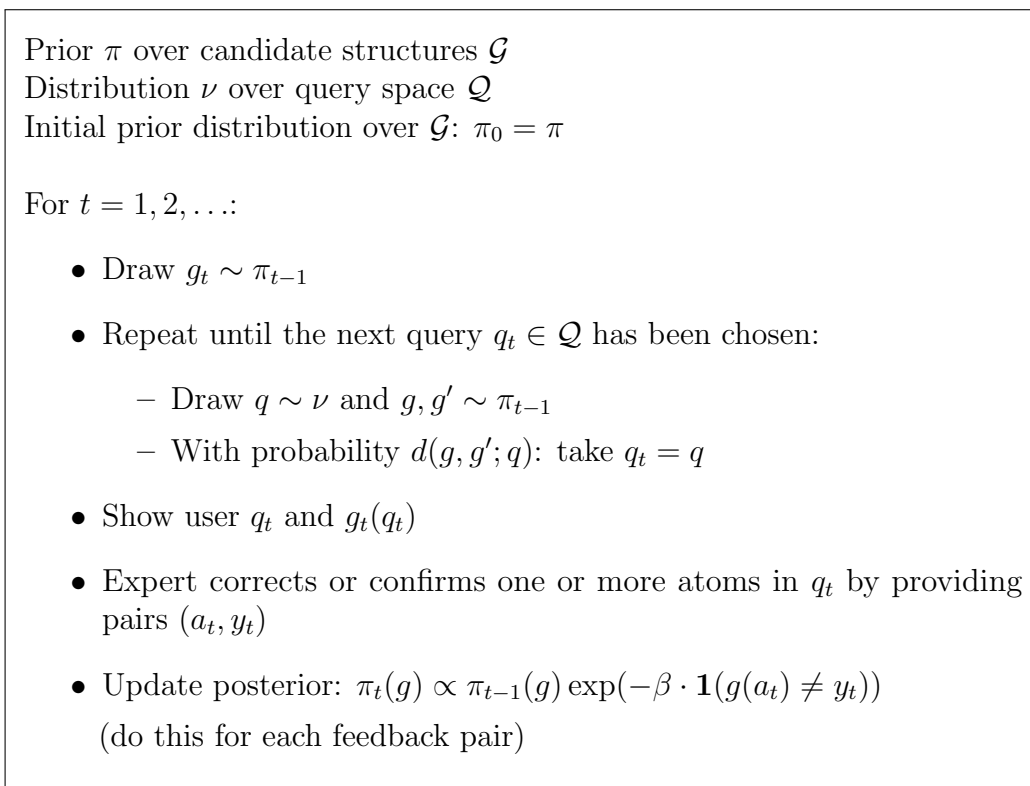 Prior π over candidate structures 𝒢
Distribution ν over query space 𝒬
Initial prior distribution over 𝒢: π₀ = π
For t = 1, 2, . . .:
• Draw gₜ ∼ πₜ₋₁
• Repeat until the next query qₜ ∈ 𝒬 has been chosen:
– Draw q ∼ ν and g, g′ ∼ πₜ₋₁
– With probability d(g, g′; q): take qₜ = q
• Show user qₜ and gₜ(qₜ)
• Expert corrects or confirms one or more atoms in qₜ by providing
pairs (aₜ, yₜ)
• Update posterior: πₜ(g) ∝ πₜ₋₁(g) exp(−β · 𝟏(g(aₜ) ≠ yₜ))
(do this for each feedback pair)